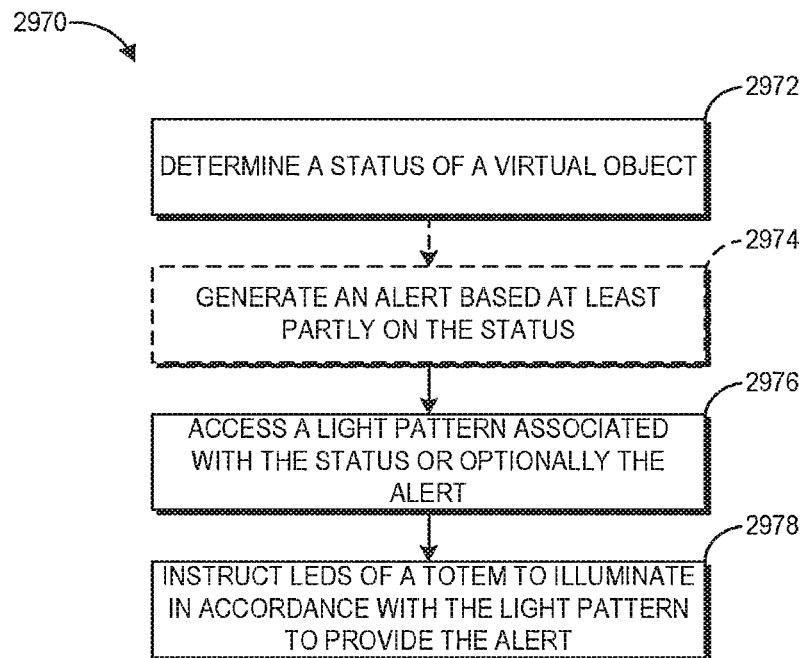 2970
2972
DETERMINE A STATUS OF A VIRTUAL OBJECT
2974
GENERATE AN ALERT BASED AT LEAST
PARTLY ON THE STATUS
2976
ACCESS A LIGHT PATTERN ASSOCIATED
WITH THE STATUS OR OPTIONALLY THE
ALERT
2978
INSTRUCT LEDS OF A TOTEM TO ILLUMINATE
IN ACCORDANCE WITH THE LIGHT PATTERN
TO PROVIDE THE ALERT